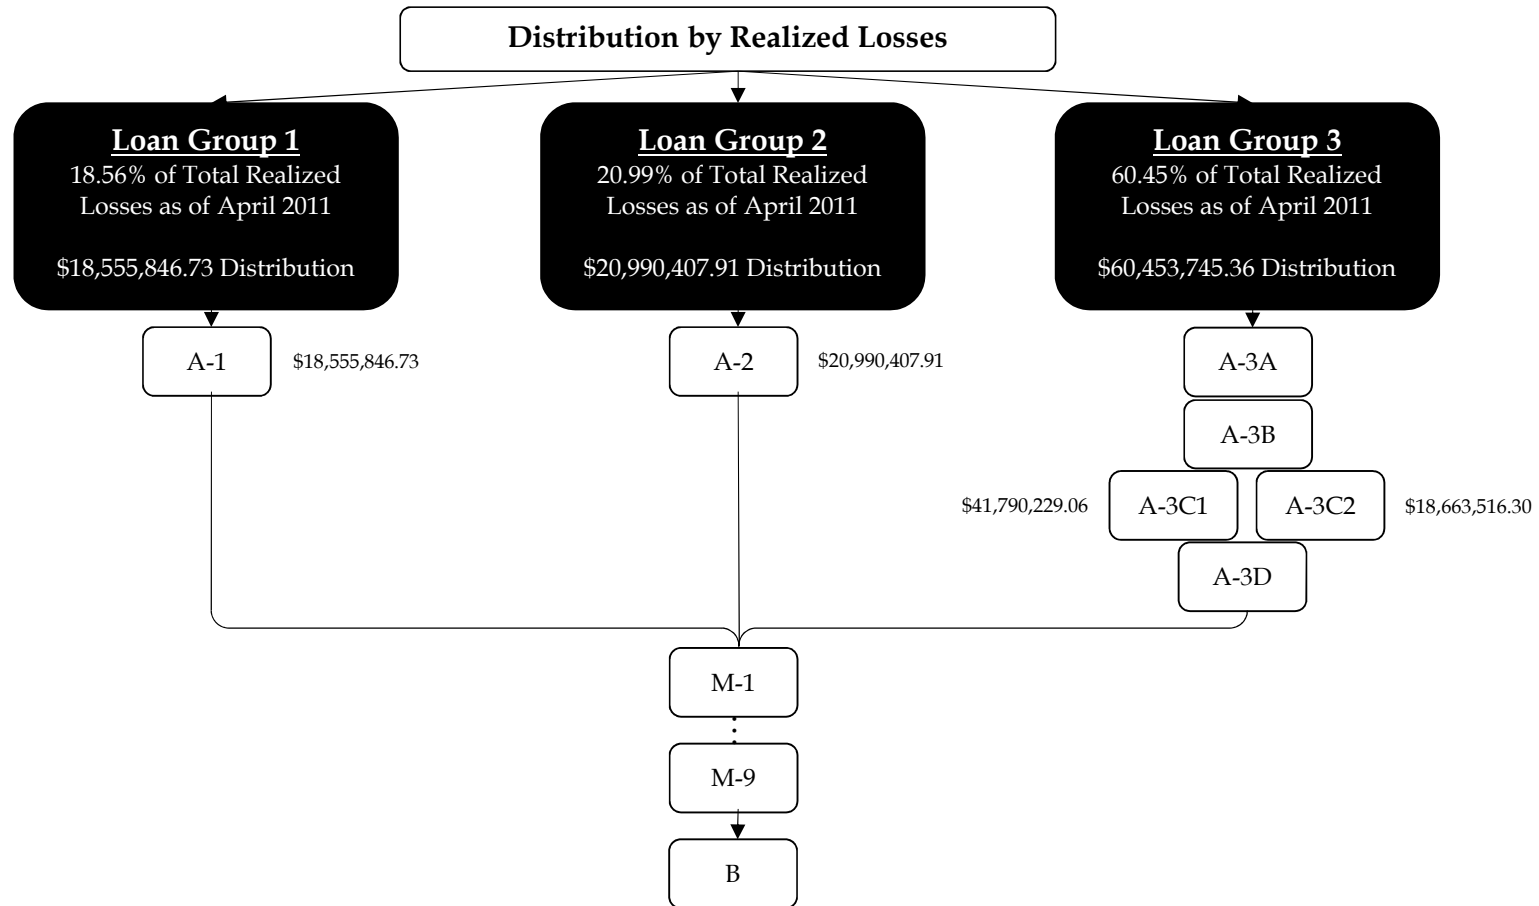 Distribution by Realized Losses
Loan Group 1
18.56% of Total Realized
Losses as of April 2011
$18,555,846.73 Distribution
Loan Group 2
20.99% of Total Realized
Losses as of April 2011
$20,990,407.91 Distribution
Loan Group 3
60.45% of Total Realized
Losses as of April 2011
$60,453,745.36 Distribution
A-1
$18,555,846.73
A-2
$20,990,407.91
A-3A
A-3B
$41,790,229.06
A-3C1
A-3C2
$18,663,516.30
A-3D
M-1
M-9
B